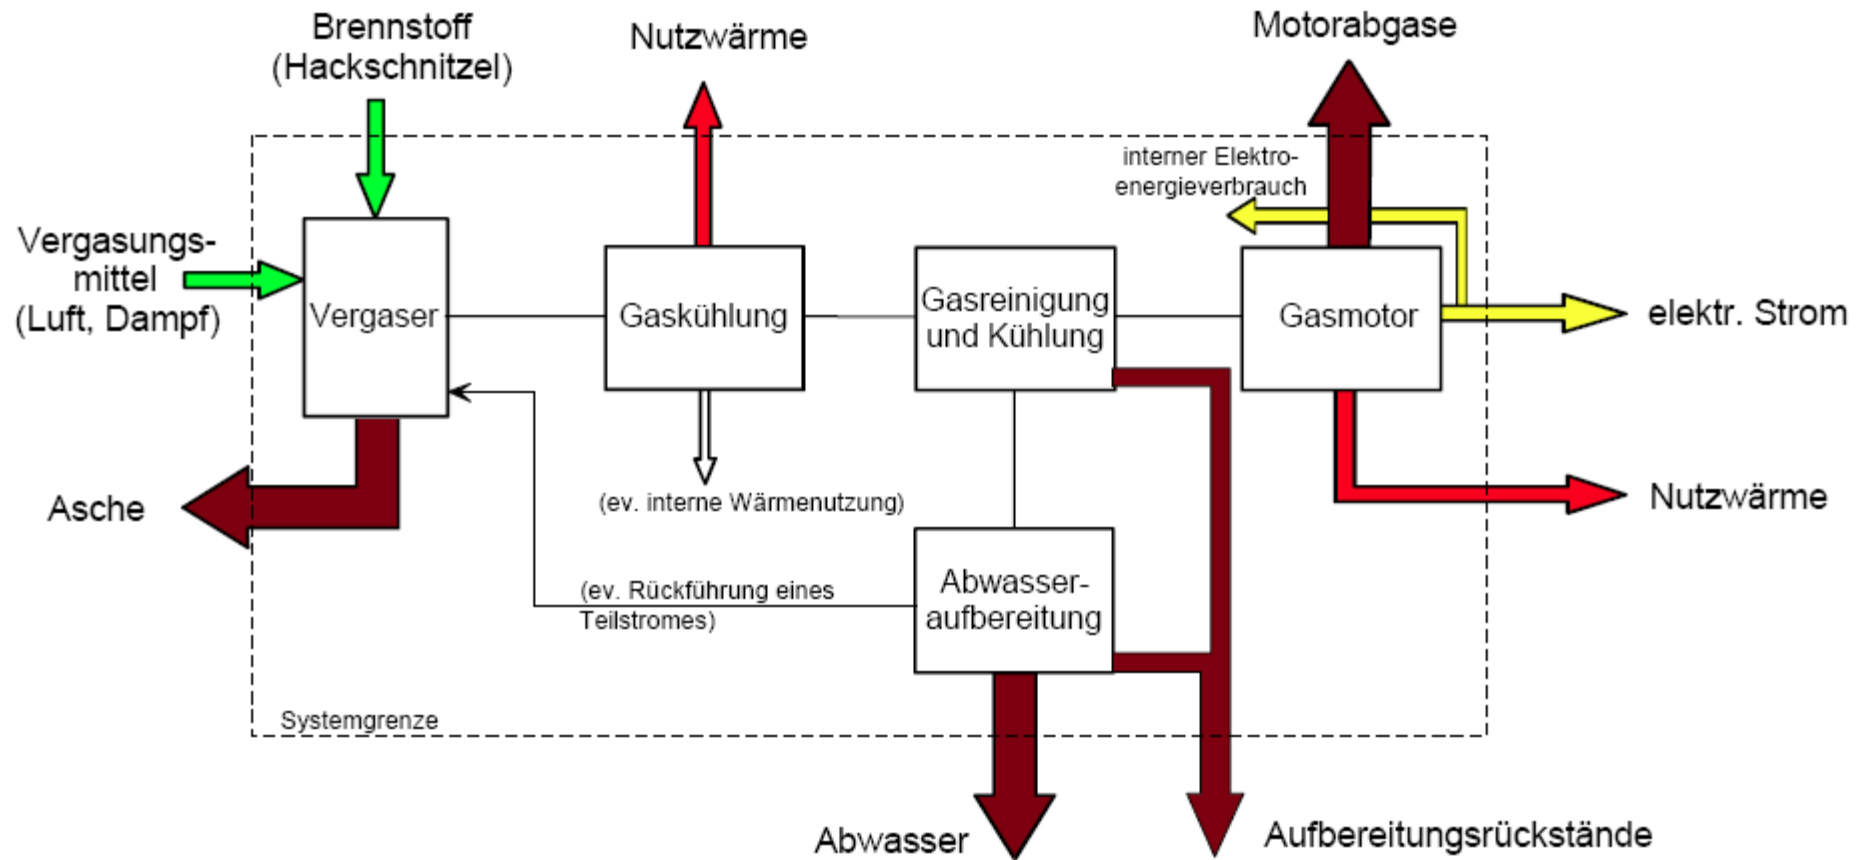 Brennstoff
(Hackschnitzel)
Nutzwärme
Motorabgase
interner Elektro-
energieverbrauch
Vergasungs-
mittel
(Luft, Dampf)
Vergaser
Gaskühlung
Gasreinigung
und Kühlung
Gasmotor
elektr. Strom
Asche
(ev. interne Wärmenutzung)
Nutzwärme
(ev. Rückführung eines
Teilstromes)
Abwasser-
aufbereitung
Systemgrenze
Abwasser
Aufbereitungsrückstände